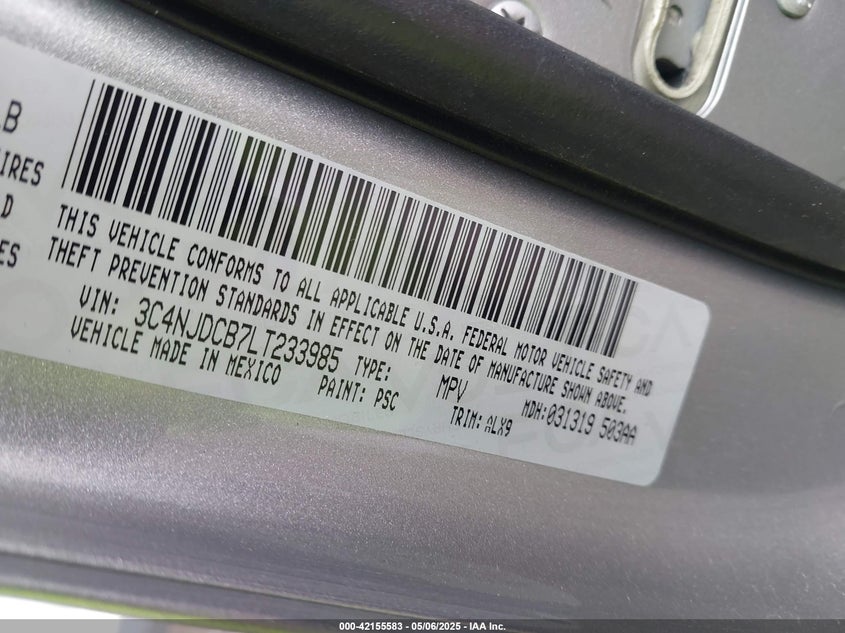 LB
IRES
D
ES
THIS VEHICLE CONFORMS TO ALL APPLICABLE U.S.A. FEDERAL MOTOR VEHICLE SAFETY AND
THEFT PREVENTION STANDARDS IN EFFECT ON THE DATE OF MANUFACTURE SHOWN ABOVE.
VIN: 3C4NJDCB7LT233985 TYPE: MPV MDH:031319 503AA
VEHICLE MADE IN MEXICO PAINT: PSC TRIM: ALX9
000-42155583 - 05/06/2025 - IAA Inc.